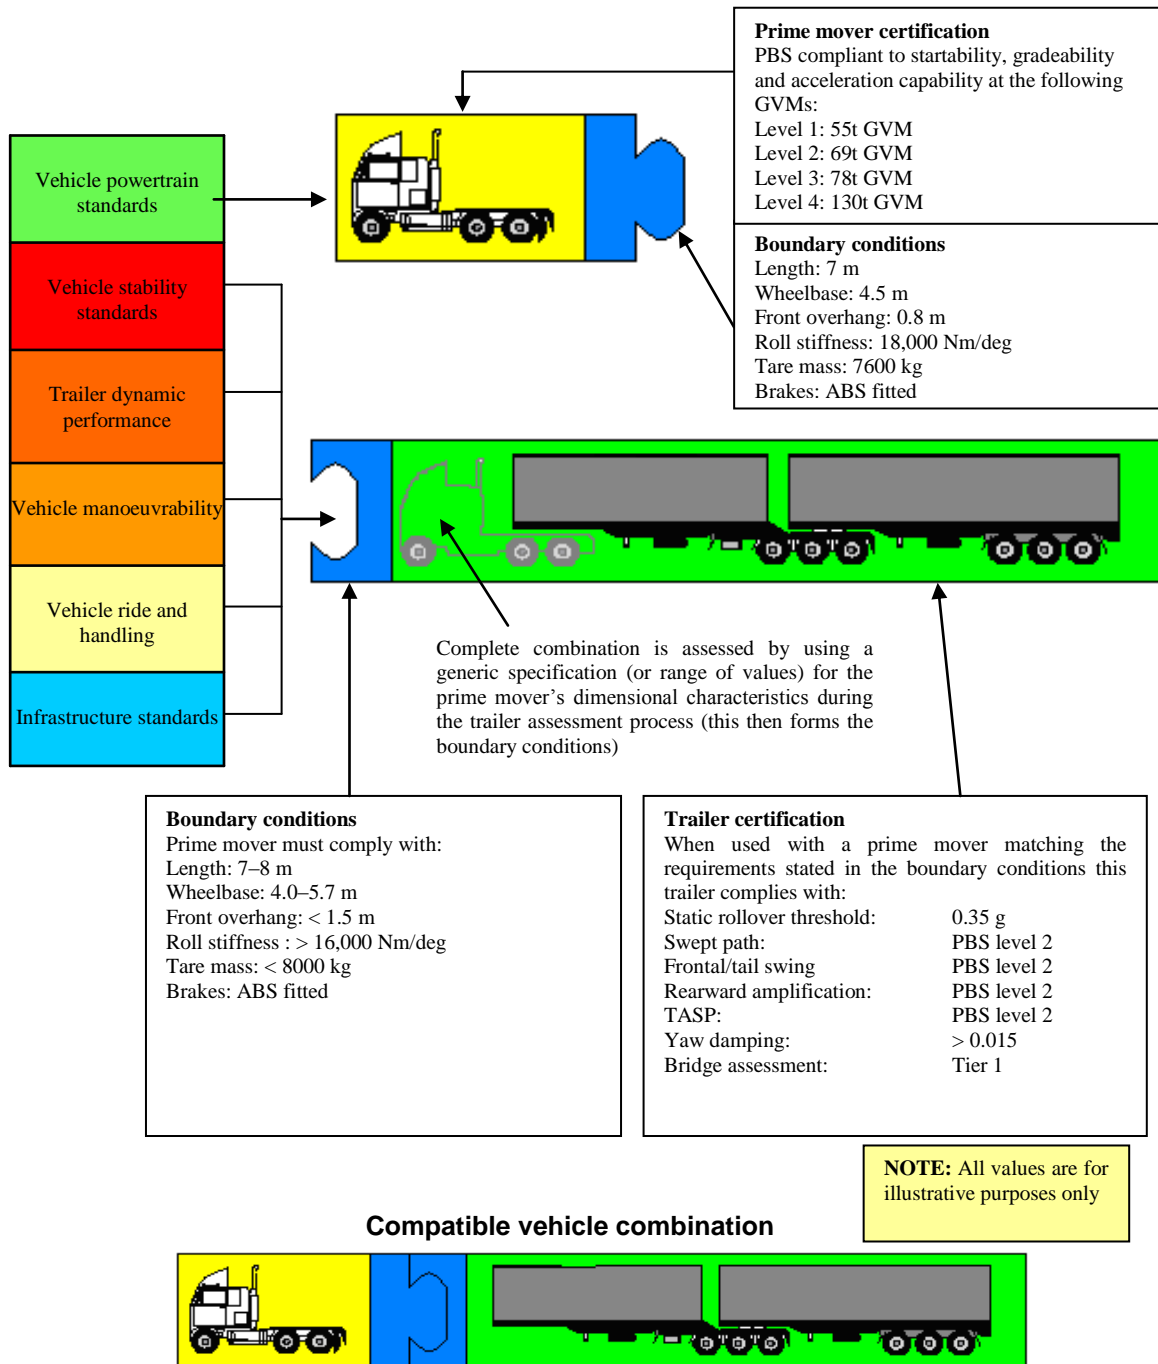 Prime mover certification
PBS compliant to startability, gradeability
and acceleration capability at the following
GVMs:
Level 1: 55t GVM
Level 2: 69t GVM
Level 3: 78t GVM
Level 4: 130t GVM
Boundary conditions
Length: 7 m
Wheelbase: 4.5 m
Front overhang: 0.8 m
Roll stiffness: 18,000 Nm/deg
Tare mass: 7600 kg
Brakes: ABS fitted
Vehicle powertrain
standards
Vehicle stability
standards
Trailer dynamic
performance
Vehicle manoeuvrability
Vehicle ride and
handling
Infrastructure standards
Complete combination is assessed by using a
generic specification (or range of values) for the
prime mover's dimensional characteristics during
the trailer assessment process (this then forms the
boundary conditions)
Boundary conditions
Prime mover must comply with:
Length: 7–8 m
Wheelbase: 4.0–5.7 m
Front overhang: < 1.5 m
Roll stiffness : > 16,000 Nm/deg
Tare mass: < 8000 kg
Brakes: ABS fitted
Trailer certification
When used with a prime mover matching the
requirements stated in the boundary conditions this
trailer complies with:
Static rollover threshold: 0.35 g
Swept path: PBS level 2
Frontal/tail swing PBS level 2
Rearward amplification: PBS level 2
TASP: PBS level 2
Yaw damping: > 0.015
Bridge assessment: Tier 1
NOTE: All values are for
illustrative purposes only
Compatible vehicle combination